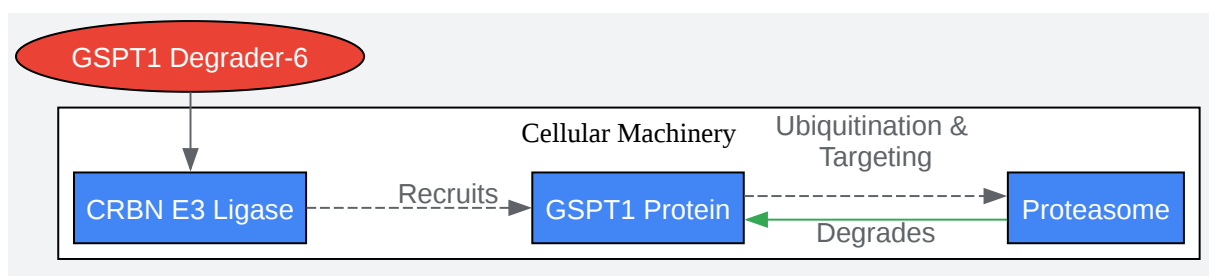 GSPT1 Degrader-6
Cellular Machinery
Ubiquitination &
Targeting
CRBN E3 Ligase
Recruits
GSPT1 Protein
Proteasome
Degrades